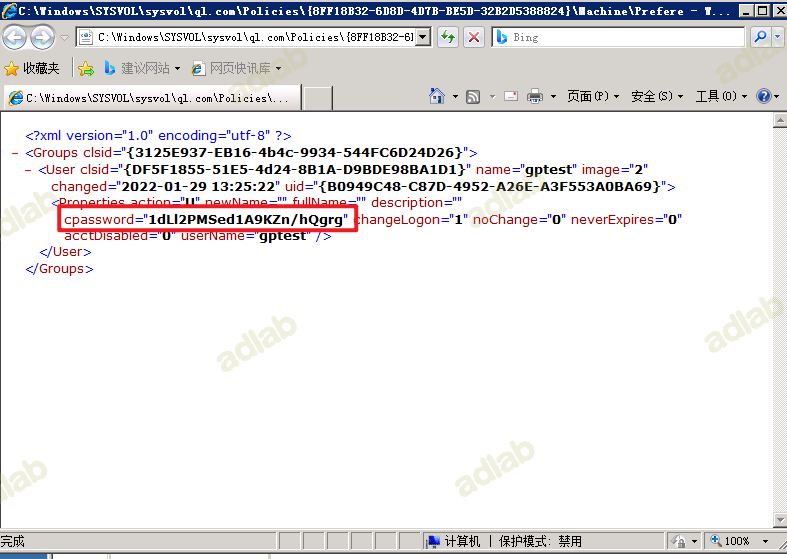 C:\Windows\SYSVOL\sysvol\ql.com\Policies\{8FF18B32-6D8D-4D7B-BE5D-32B2D5388824}\Machine\Prefere - W...
C:\Windows\SYSVOL\sysvol\ql.com\Policies\{8FF18B32-6D
Bing
收藏夹
建议网站
网页快讯库
C:\Windows\SYSVOL\sysvol\ql.com\Policies\...
页面(P)
安全(S)
工具(O)
<?xml version="1.0" encoding="utf-8" ?>
- <Groups clsid="{3125E937-EB16-4b4c-9934-544FC6D24D26}">
- <User clsid="{DF5F1855-51E5-4d24-8B1A-D9BDE98BA1D1}" name="gptest" image="2"
changed="2022-01-29 13:25:22" uid="{B0949C48-C87D-4952-A26E-A3F553A0BA69}">
<Properties action="U" newName="" fullName="" description=""
cpassword="1dLl2PMSed1A9KZn/hQgrg" changeLogon="1" noChange="0" neverExpires="0"
acctDisabled="0" userName="gptest" />
</User>
</Groups>
adlab
adlab
adlab
adlab
adlab
adlab
adlab
adlab
完成
计算机 | 保护模式: 禁用
100%